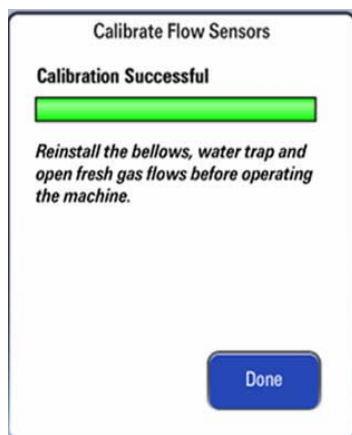 Calibrate Flow Sensors
Calibration Successful
Reinstall the bellows, water trap and
open fresh gas flows before operating
the machine.
Done